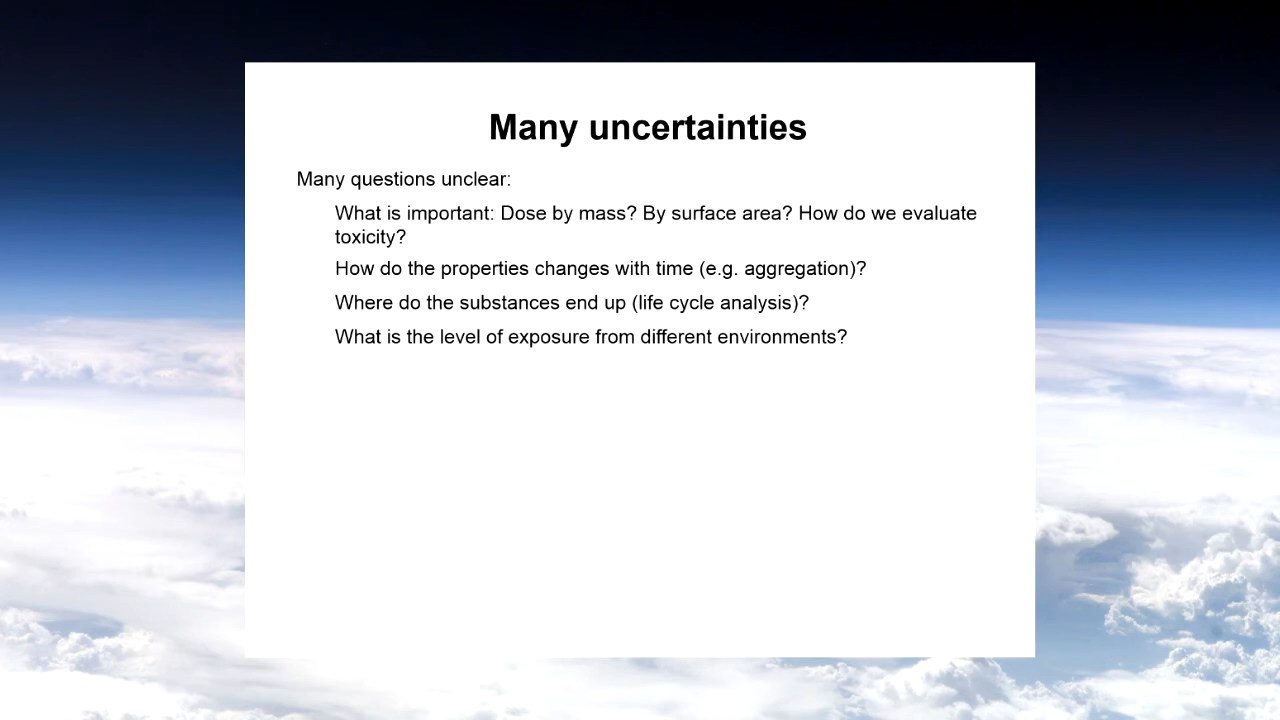 Many uncertainties
Many questions unclear:
What is important: Dose by mass? By surface area? How do we evaluate
toxicity?
How do the properties changes with time (e.g. aggregation)?
Where do the substances end up (life cycle analysis)?
What is the level of exposure from different environments?